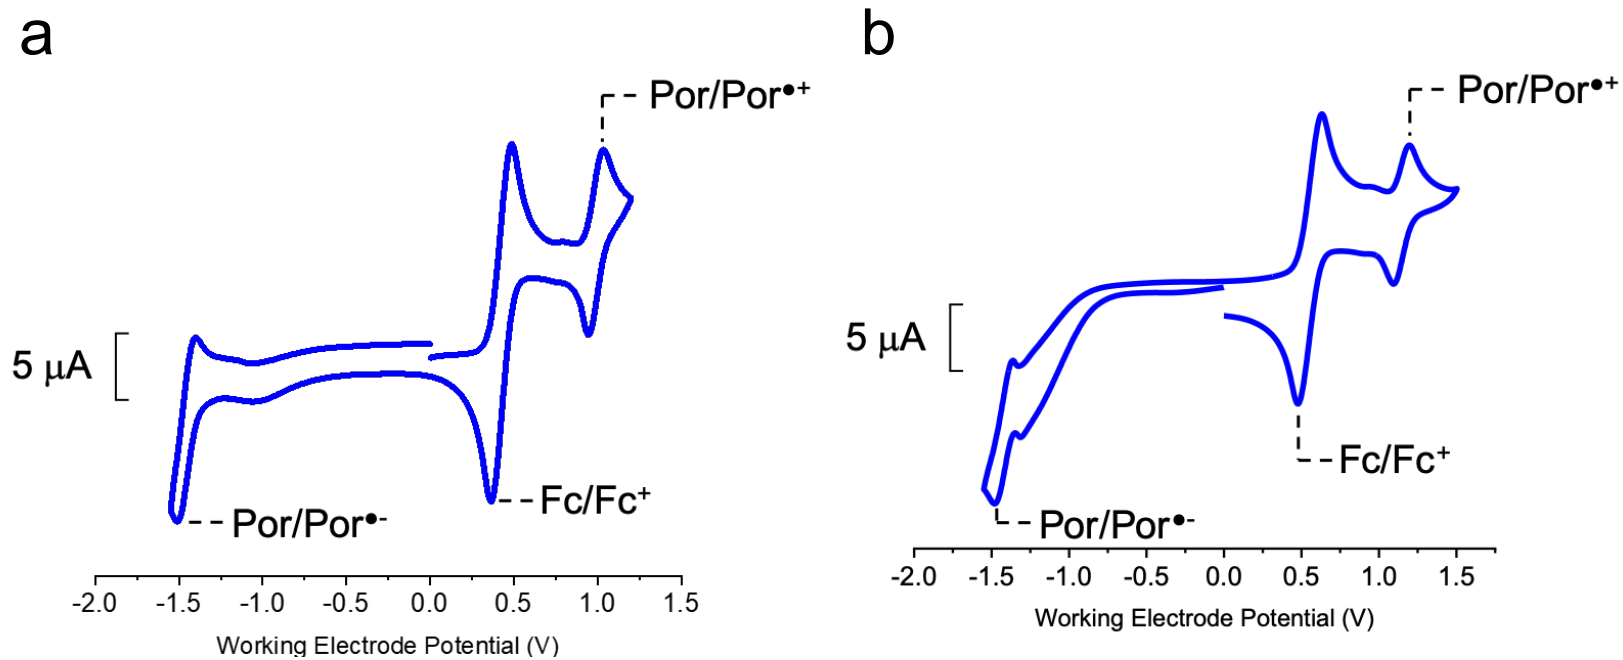 a
Por/Por•+
5 μA
Fc/Fc+
Por/Por•-
-2.0 -1.5 -1.0 -0.5 0.0 0.5 1.0 1.5
Working Electrode Potential (V)
b
Por/Por•+
5 μA
Fc/Fc+
Por/Por•-
-2.0 -1.5 -1.0 -0.5 0.0 0.5 1.0 1.5
Working Electrode Potential (V)